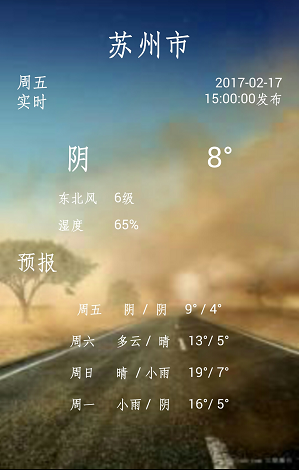 苏州市
周五 2017-02-17
实时 15:00:00发布
阴 8°
东北风 6级
湿度 65%
预报
周五 阴 / 阴 9°/ 4°
周六 多云 / 晴 13°/ 5°
周日 晴 / 小雨 19°/ 7°
周一 小雨 / 阴 16°/ 5°